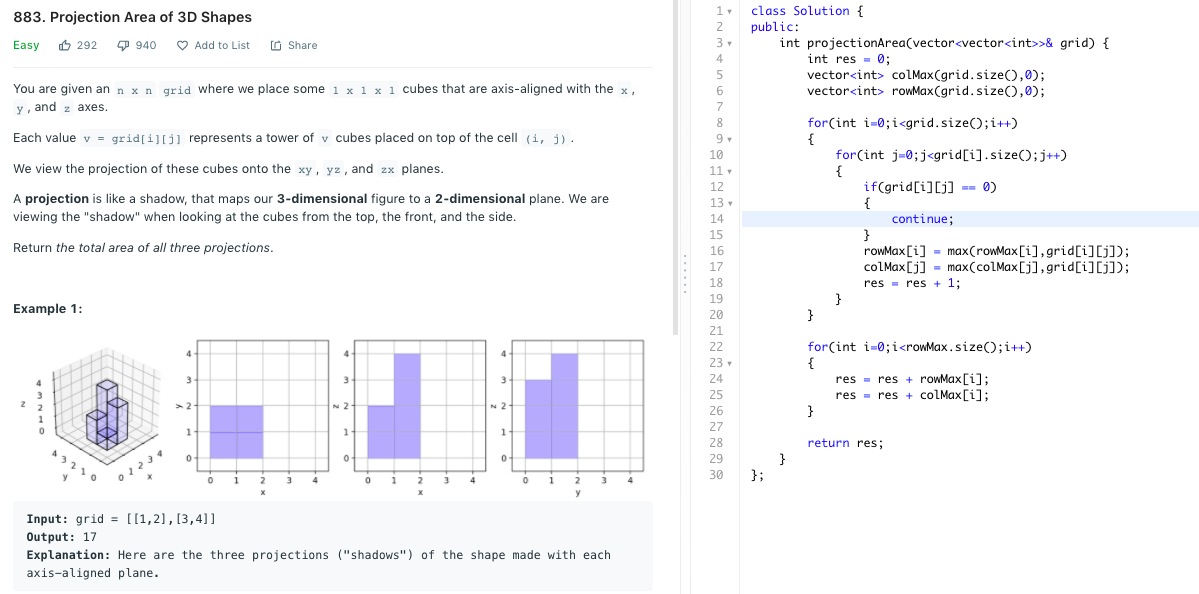 883. Projection Area of 3D Shapes
Easy 292 940 Add to List Share
You are given an n x n grid where we place some 1 x 1 x 1 cubes that are axis-aligned with the x,
y, and z axes.
Each value v = grid[i][j] represents a tower of v cubes placed on top of the cell (i, j).
We view the projection of these cubes onto the xy, yz, and zx planes.
A projection is like a shadow, that maps our 3-dimensional figure to a 2-dimensional plane. We are
viewing the "shadow" when looking at the cubes from the top, the front, and the side.
Return the total area of all three projections.
Example 1:
z
4
3
2
1
0
4 3 2 1 0
y
0 1 2 3 4
x
y
4
3
2
1
0
0 1 2 3 4
x
z
4
3
2
1
0
0 1 2 3 4
x
z
4
3
2
1
0
0 1 2 3 4
y
Input: grid = [[1,2],[3,4]]
Output: 17
Explanation: Here are the three projections ("shadows") of the shape made with each
axis-aligned plane.
1 class Solution {
2 public:
3     int projectionArea(vector<vector<int>>& grid) {
4         int res = 0;
5         vector<int> colMax(grid.size(),0);
6         vector<int> rowMax(grid.size(),0);
7
8         for(int i=0;i<grid.size();i++)
9         {
10             for(int j=0;j<grid[i].size();j++)
11             {
12                 if(grid[i][j] == 0)
13                 {
14                     continue;
15                 }
16                 rowMax[i] = max(rowMax[i],grid[i][j]);
17                 colMax[j] = max(colMax[j],grid[i][j]);
18                 res = res + 1;
19             }
20         }
21
22         for(int i=0;i<rowMax.size();i++)
23         {
24             res = res + rowMax[i];
25             res = res + colMax[i];
26         }
27
28         return res;
29     }
30 };